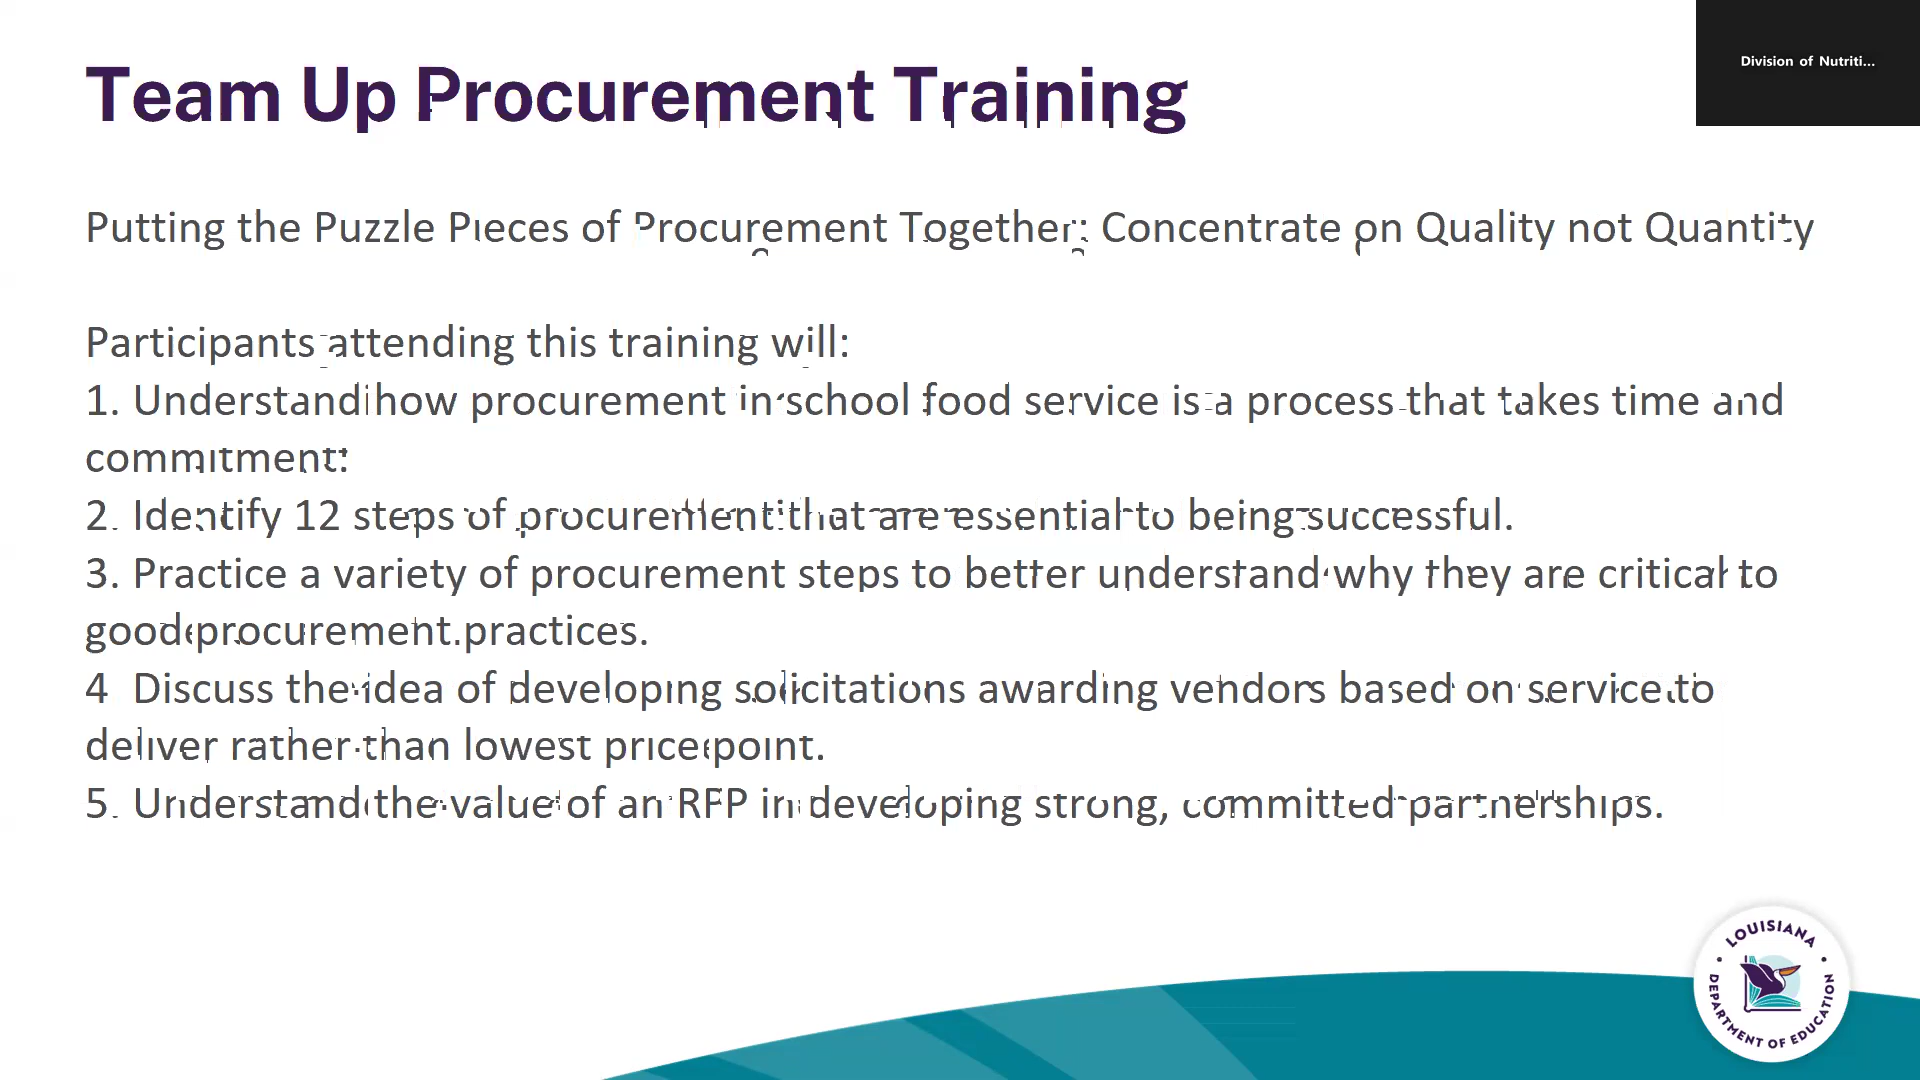 Team Up Procurement Training
Division of Nutriti...
Putting the Puzzle Pieces of Procurement Together: Concentrate on Quality not Quantity
Participants attending this training will:
1. Understand how procurement in school food service is a process that takes time and
commitment.
2. Identify 12 steps of procurement that are essential to being successful.
3. Practice a variety of procurement steps to better understand why they are critical to
good procurement practices.
4 Discuss the idea of developing solicitations awarding vendors based on service to
deliver rather than lowest price point.
5. Understand the value of an RFP in developing strong, committed partnerships.
LOUISIANA
DEPARTMENT OF EDUCATION